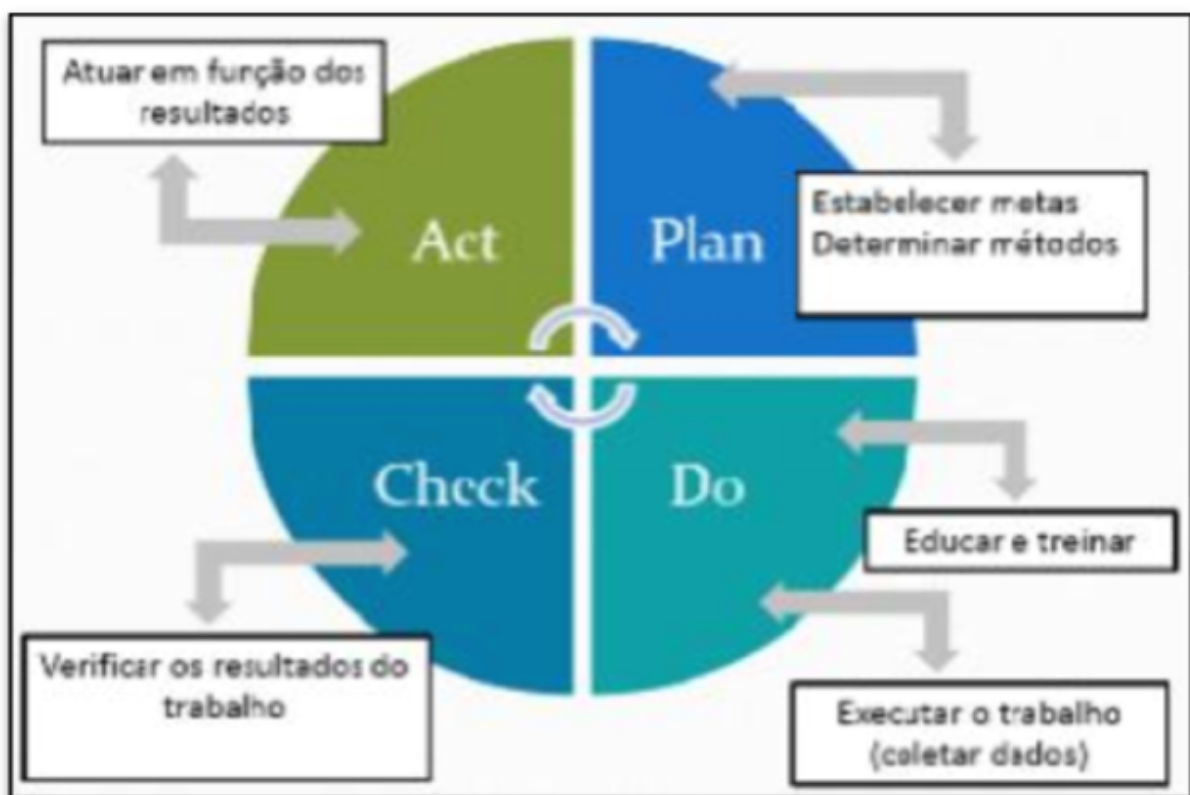 Atuar em função dos
resultados
Act
Plan
Estabelecer metas
Determinar métodos
Check
Do
Educar e treinar
Verificar os resultados do
trabalho
Executar o trabalho
(coletar dados)